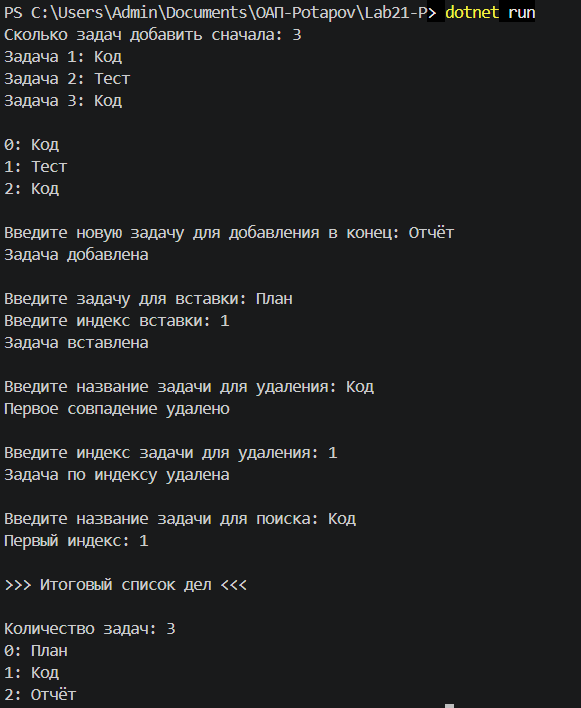 PS C:\Users\Admin\Documents\ОАП-Potapov\Lab21-P> dotnet run
Сколько задач добавить сначала: 3
Задача 1: Код
Задача 2: Тест
Задача 3: Код
0: Код
1: Тест
2: Код
Введите новую задачу для добавления в конец: Отчёт
Задача добавлена
Введите задачу для вставки: План
Введите индекс вставки: 1
Задача вставлена
Введите название задачи для удаления: Код
Первое совпадение удалено
Введите индекс задачи для удаления: 1
Задача по индексу удалена
Введите название задачи для поиска: Код
Первый индекс: 1
>>> Итоговый список дел <<<
Количество задач: 3
0: План
1: Код
2: Отчёт